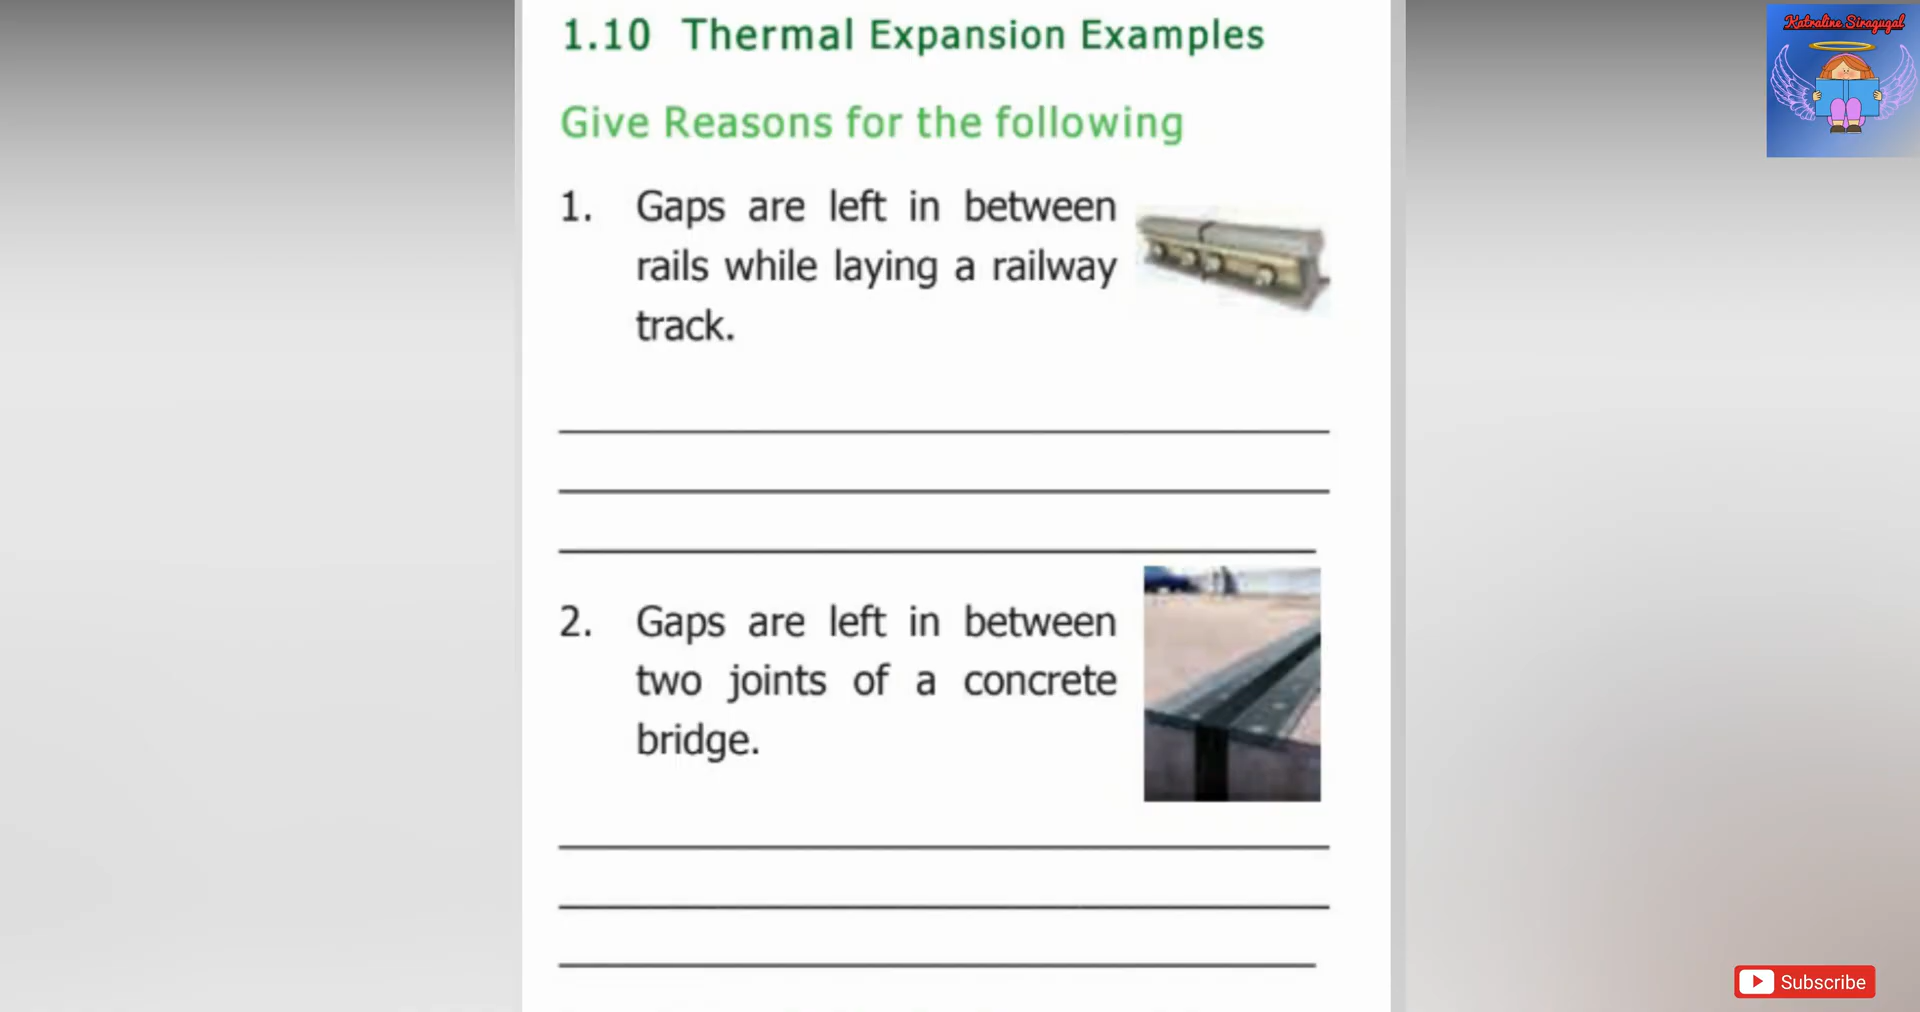 Katraline Siragugal
1.10 Thermal Expansion Examples
Give Reasons for the following
1. Gaps are left in between
rails while laying a railway
track.
2. Gaps are left in between
two joints of a concrete
bridge.
Subscribe